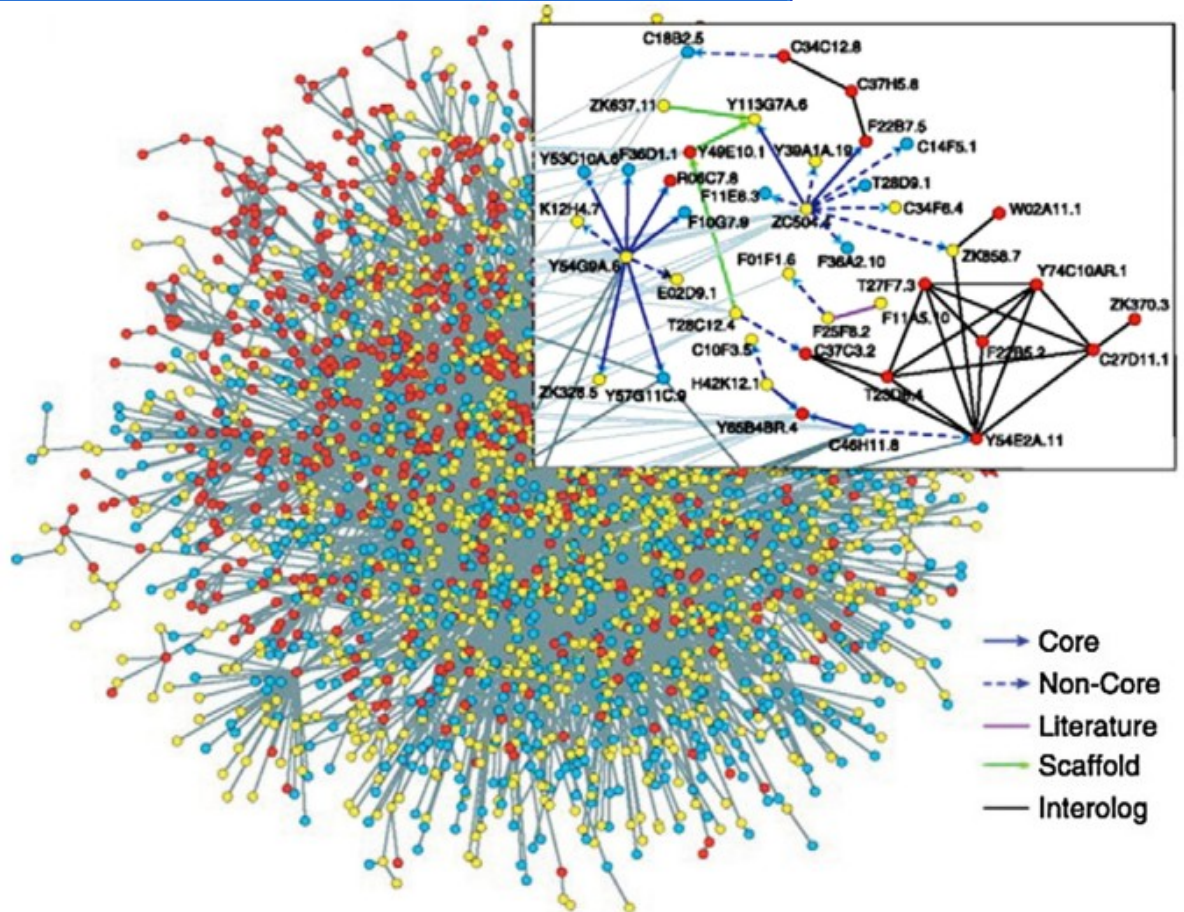 C18B2.5
C34C12.8
C37H5.8
ZK637.11
Y113G7A.6
F22B7.5
C14F5.1
Y53C10A.6
F36D1.1
Y49E10.1
Y39A1A.19
R06C7.8
T28D9.1
F11E6.3
K12H4.7
F10G7.9
ZC504.4
C34F6.4
W02A11.1
Y54G9A.6
F01F1.6
F36A2.10
ZK858.7
E02D9.1
T27F7.3
Y74C10AR.1
T28C12.4
F25F8.2
F11A5.10
ZK370.3
C10F3.5
C37C3.2
F22B5.2
C27D11.1
ZK328.5
Y57G11C.9
H42K12.1
Y65B4BR.4
C46H11.8
Y54E2A.11
Core
Non-Core
Literature
Scaffold
Interolog